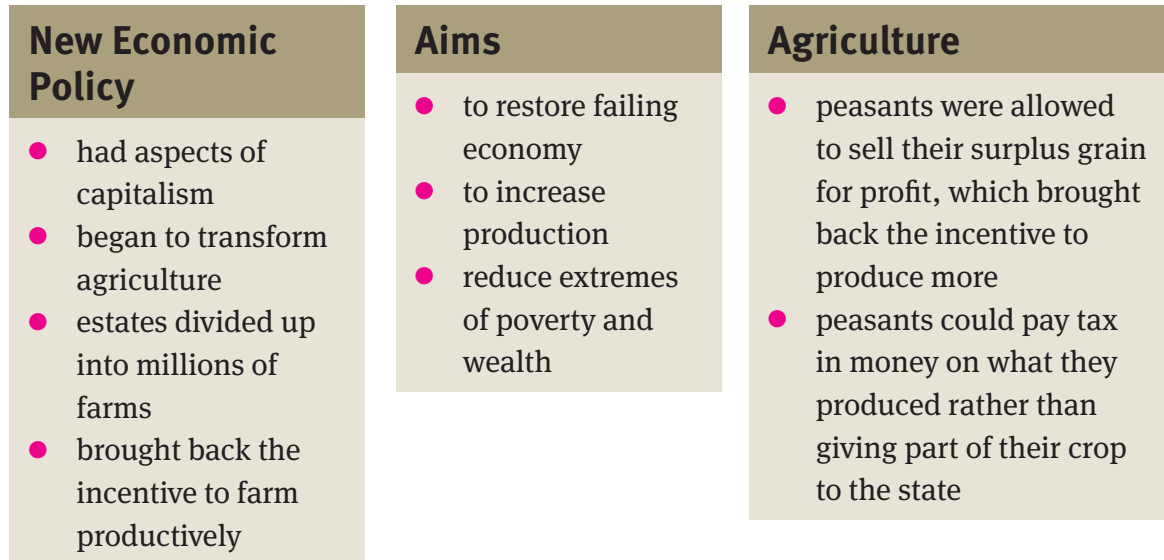 New Economic
Policy
● had aspects of
capitalism
● began to transform
agriculture
● estates divided up
into millions of
farms
● brought back the
incentive to farm
productively
Aims
● to restore failing
economy
● to increase
production
● reduce extremes
of poverty and
wealth
Agriculture
● peasants were allowed
to sell their surplus grain
for profit, which brought
back the incentive to
produce more
● peasants could pay tax
in money on what they
produced rather than
giving part of their crop
to the state